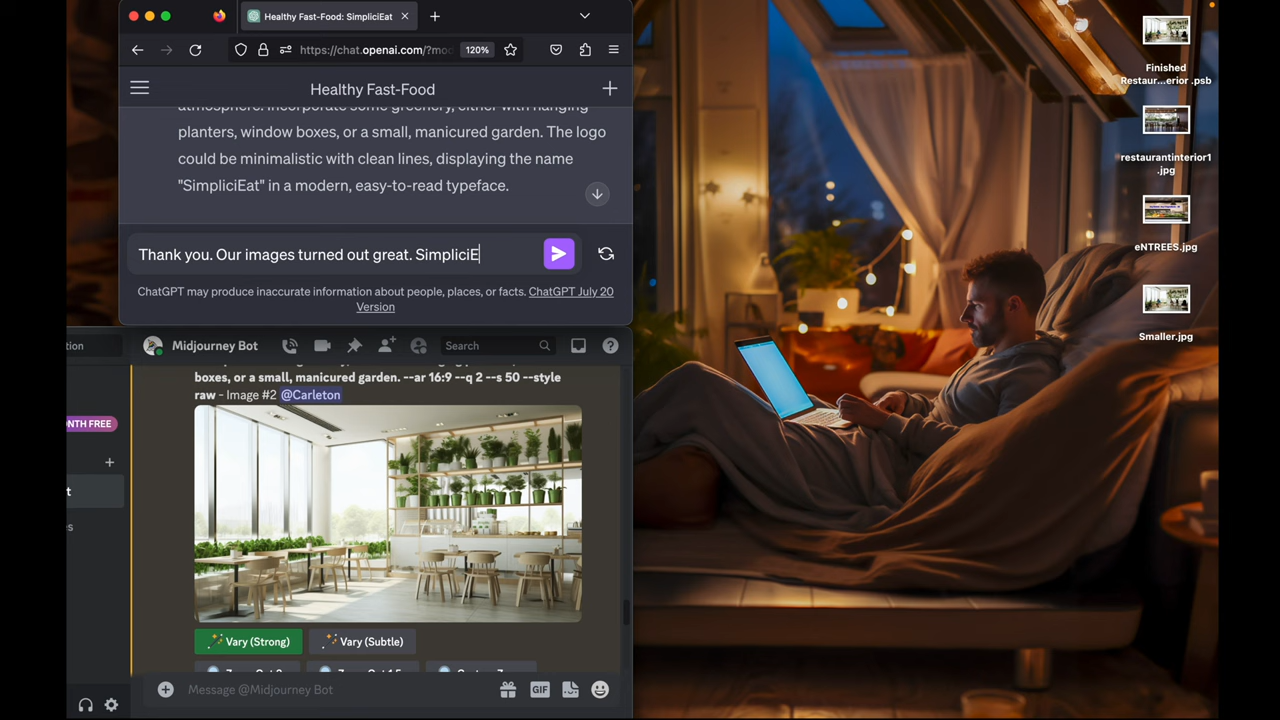 Healthy Fast-Food: SimpliciEat
https://chat.openai.com/?mod
120%
Healthy Fast-Food
atmosphere. Incorporate some greenery, either with hanging
planters, window boxes, or a small, manicured garden. The logo
could be minimalistic with clean lines, displaying the name
"SimpliciEat" in a modern, easy-to-read typeface.
Thank you. Our images turned out great. SimpliciE
ChatGPT may produce inaccurate information about people, places, or facts. ChatGPT July 20
Version
tion
Midjourney Bot
Search
boxes, or a small, manicured garden. --ar 16:9 --q 2 --s 50 --style
raw - Image #2 @Carleton
ONTH FREE
t
s
Vary (Strong)
Vary (Subtle)
Message @Midjourney Bot
GIF
Finished
Restaur...erior .psb
restaurantinterior1
.jpg
eNTREES.jpg
Smaller.jpg